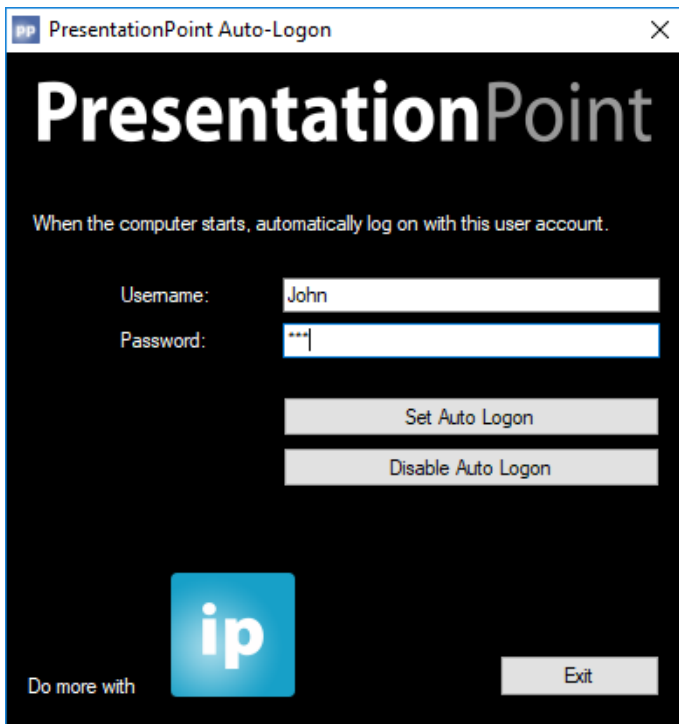 PP PresentationPoint Auto-Logon
PresentationPoint
When the computer starts, automatically log on with this user account.
Username: John
Password: ***
Set Auto Logon
Disable Auto Logon
ip
Do more with
Exit